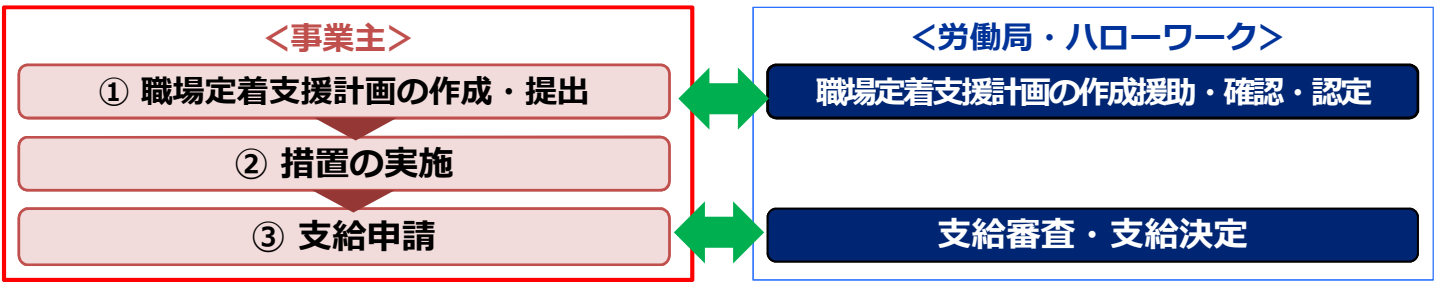 ＜事業主＞
① 職場定着支援計画の作成・提出
② 措置の実施
③ 支給申請
＜労働局・ハローワーク＞
職場定着支援計画の作成援助・確認・認定
支給審査・支給決定